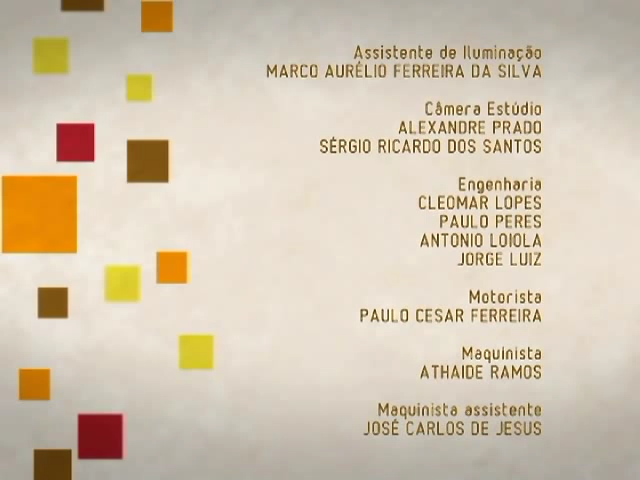 Assistente de Iluminação
MARCO AURÉLIO FERREIRA DA SILVA
Câmera Estúdio
ALEXANDRE PRADO
SÉRGIO RICARDO DOS SANTOS
Engenharia
CLEOMAR LOPES
PAULO PERES
ANTONIO LOIOLA
JORGE LUIZ
Motorista
PAULO CESAR FERREIRA
Maquinista
ATHAIDE RAMOS
Maquinista assistente
JOSÉ CARLOS DE JESUS